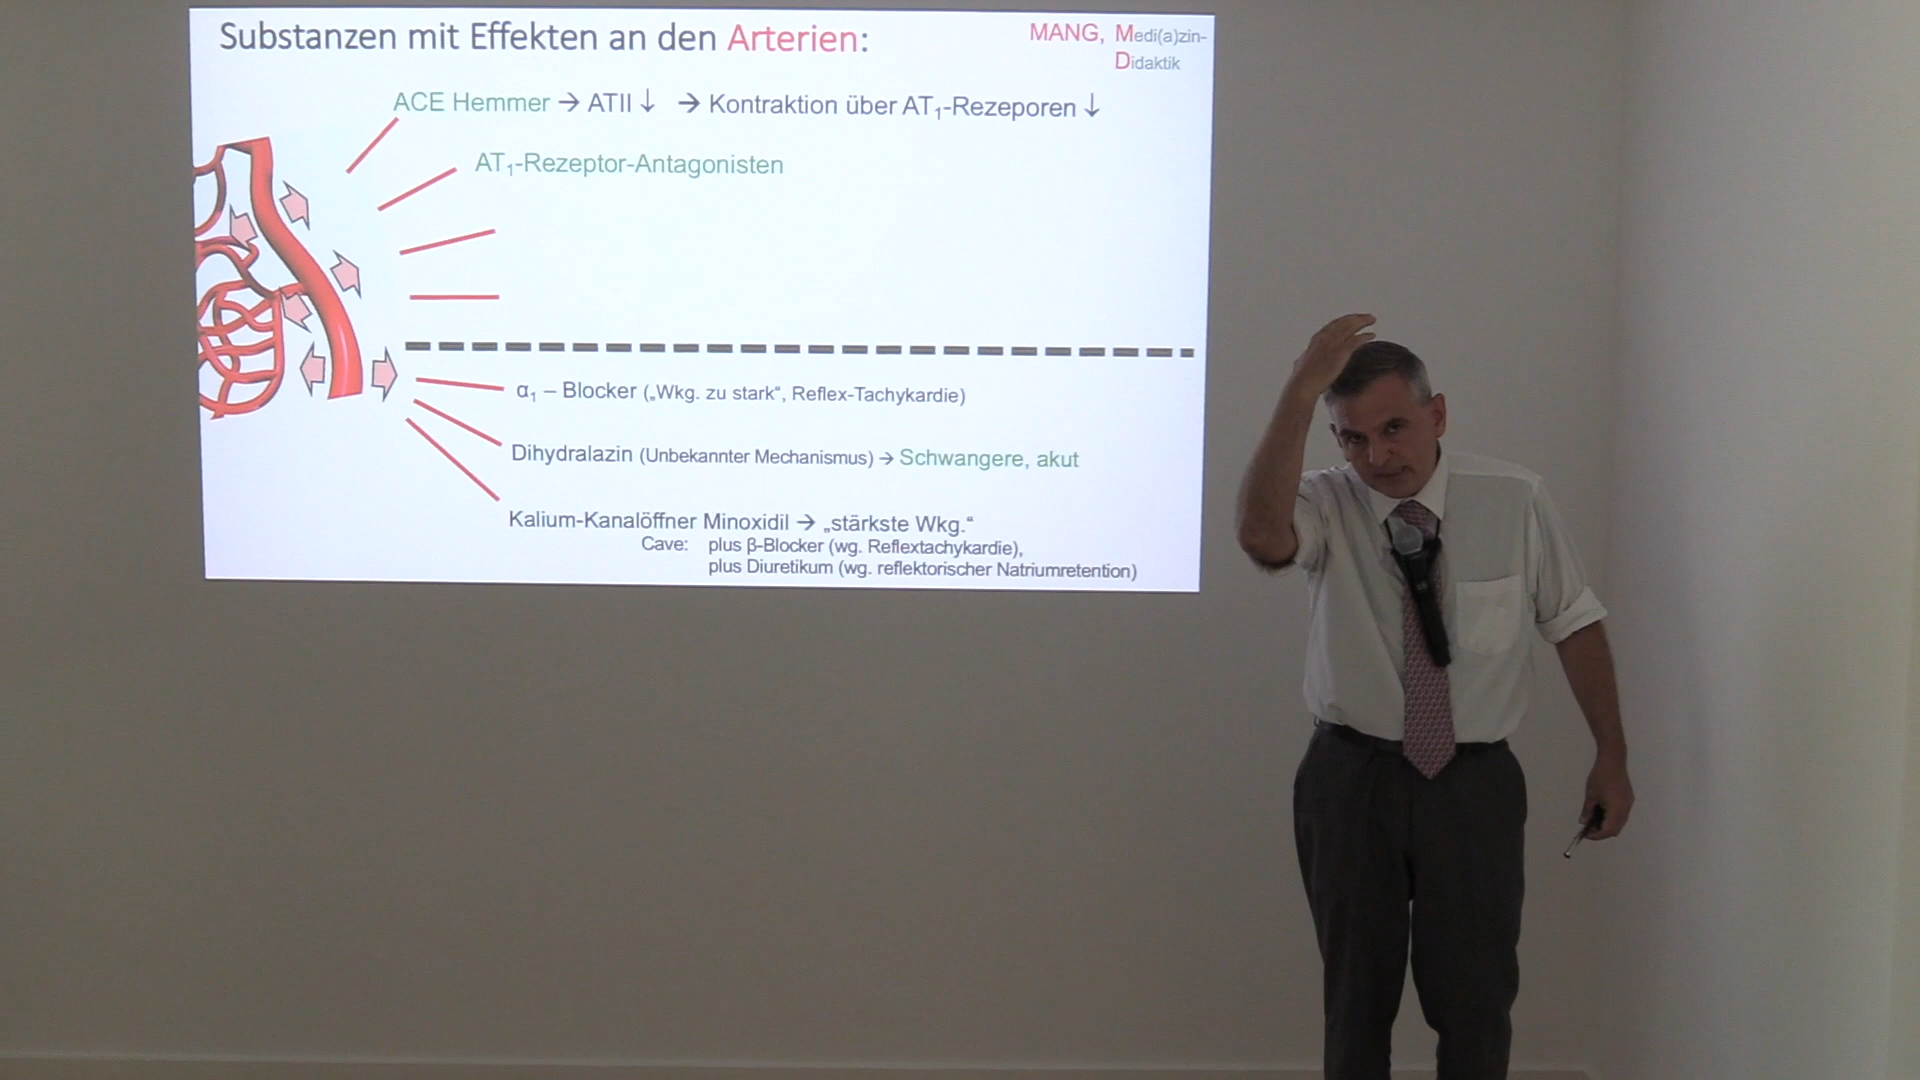 Substanzen mit Effekten an den Arterien:
MANG, Medi(a)zin-
Didaktik
ACE Hemmer → ATII ↓ → Kontraktion über AT₁-Rezeporen ↓
AT₁-Rezeptor-Antagonisten
α₁ – Blocker („Wkg. zu stark“, Reflex-Tachykardie)
Dihydralazin (Unbekannter Mechanismus) → Schwangere, akut
Kalium-Kanalöffner Minoxidil → „stärkste Wkg.“
Cave: plus β-Blocker (wg. Reflextachykardie),
plus Diuretikum (wg. reflektorischer Natriumretention)